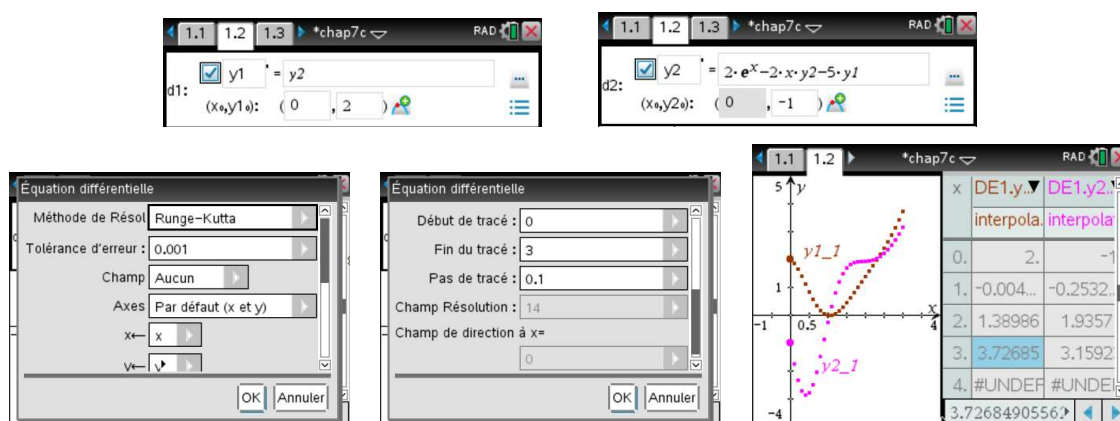 1.1 1.2 1.3 *chap7c RAD
y1 ' = y2
d1:
(x₀,y1₀): (0 ,2 )
1.1 1.2 1.3 *chap7c RAD
y2 ' = 2·eˣ−2·x·y2−5·y1
d2:
(x₀,y2₀): (0 ,-1 )
Équation différentielle
Méthode de Résol Runge-Kutta
Tolérance d'erreur : 0.001
Champ Aucun
Axes Par défaut (x et y)
x← x
OK Annuler
Équation différentielle
Début de tracé : 0
Fin du tracé : 3
Pas de tracé : 0.1
Champ Résolution : 14
Champ de direction à x=
0
OK Annuler
1.1 1.2 *chap7c RAD
5 y
y1_1
1
x
-1 0.5 4
y2_1
-4
x DE1.y... DE1.y2..
interpola. interpola
0. 2. -1
1. -0.004... -0.2532..
2. 1.38986 1.9357
3. 3.72685 3.1592
4. #UNDEF #UNDE
3.7268490556